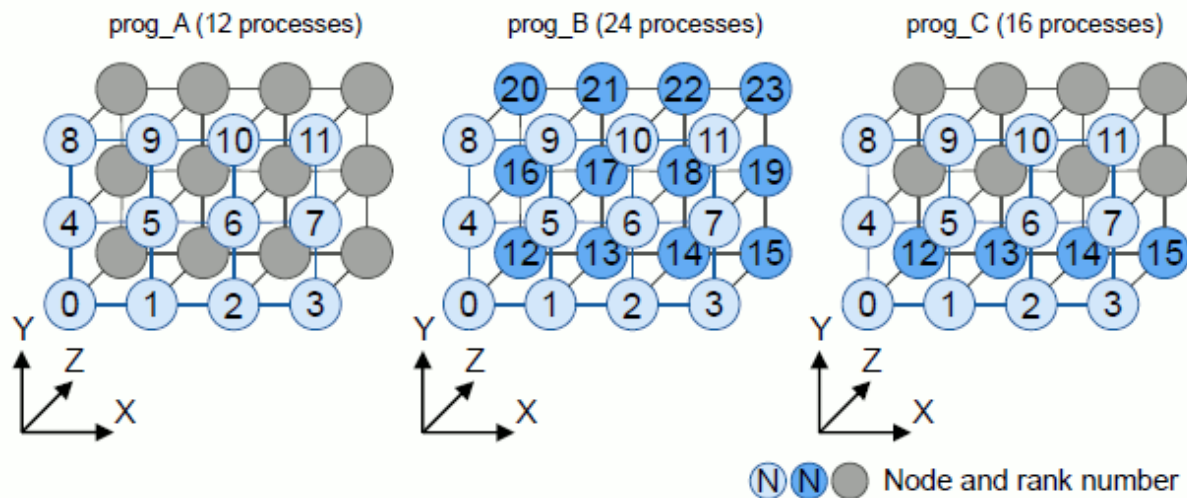 prog_A (12 processes) prog_B (24 processes) prog_C (16 processes)
20 21 22 23
8 9 10 11 8 9 10 11 8 9 10 11
16 17 18 19
4 5 6 7 4 5 6 7 4 5 6 7
12 13 14 15 12 13 14 15
0 1 2 3 0 1 2 3 0 1 2 3
Y Z X Y Z X Y Z X
N N Node and rank number